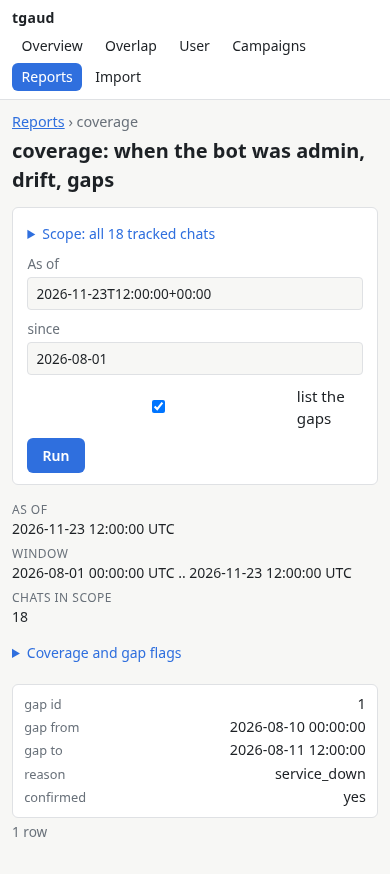 tgaud
Overview Overlap User Campaigns
Reports Import
Reports › coverage
coverage: when the bot was admin,
drift, gaps
▶ Scope: all 18 tracked chats
As of
2026-11-23T12:00:00+00:00
since
2026-08-01
list the
gaps
Run
AS OF
2026-11-23 12:00:00 UTC
WINDOW
2026-08-01 00:00:00 UTC .. 2026-11-23 12:00:00 UTC
CHATS IN SCOPE
18
▶ Coverage and gap flags
gap id 1
gap from 2026-08-10 00:00:00
gap to 2026-08-11 12:00:00
reason service_down
confirmed yes
1 row